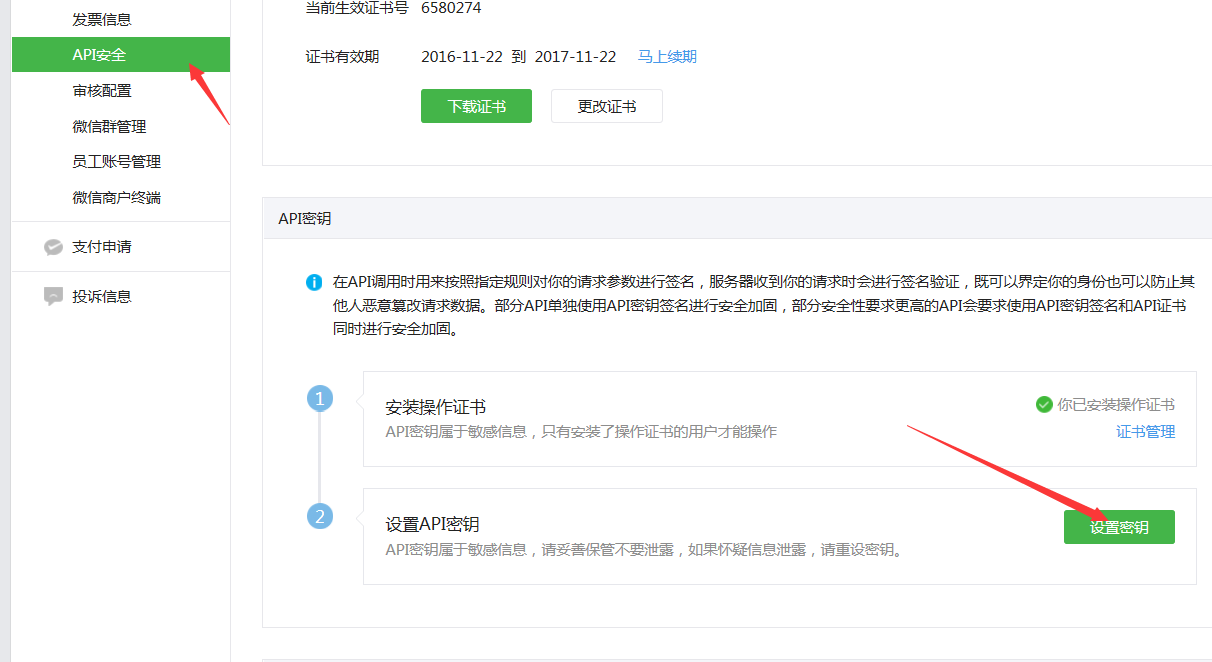 发票信息
API安全
审核配置
微信群管理
员工账号管理
微信商户终端
支付申请
投诉信息
当前生效证书号 6580274
证书有效期 2016-11-22 到 2017-11-22 马上续期
下载证书 更改证书
API密钥
在API调用时用来按照指定规则对你的请求参数进行签名，服务器收到你的请求时会进行签名验证，既可以界定你的身份也可以防止其
他人恶意篡改请求数据。部分API单独使用API密钥签名进行安全加固，部分安全性要求更高的API会要求使用API密钥签名和API证书
同时进行安全加固。
1
安装操作证书
你已安装操作证书
API密钥属于敏感信息，只有安装了操作证书的用户才能操作
证书管理
2
设置API密钥
设置密钥
API密钥属于敏感信息，请妥善保管不要泄露，如果怀疑信息泄露，请重设密钥。